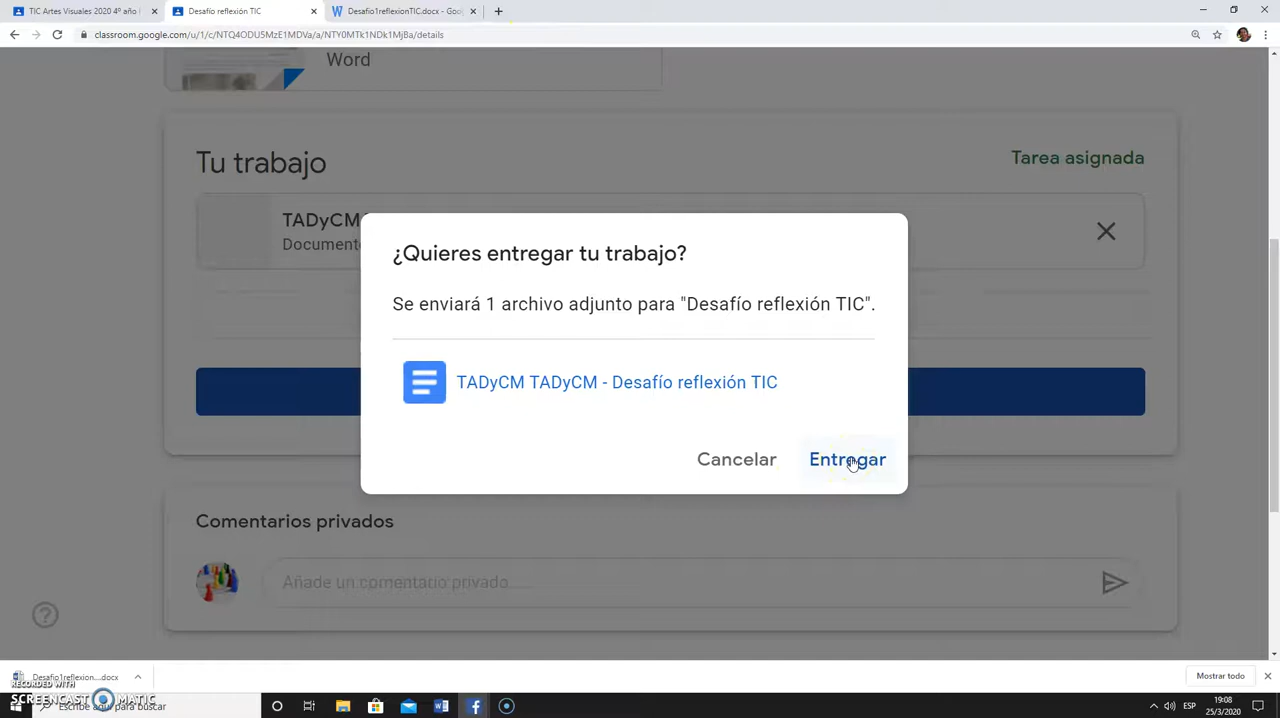 TIC Artes Visuales 2020 4º año
Desafío reflexión TIC
Desafío1reflexionTIC.docx - Goo
classroom.google.com/u/1/c/NTQ4ODU5MzE1MDVa/a/NTY0MTk1NDk1MjBa/details
Word
Tu trabajo
Tarea asignada
TADyCM
Documento
¿Quieres entregar tu trabajo?
Se enviará 1 archivo adjunto para "Desafío reflexión TIC".
TADyCM TADyCM - Desafío reflexión TIC
Cancelar
Entregar
Comentarios privados
Añade un comentario privado...
Desafio1reflexion....docx
Mostrar todo
RECORDED WITH
SCREENCAST MATIC
Escribe aquí para buscar
ESP
19:08
25/3/2020